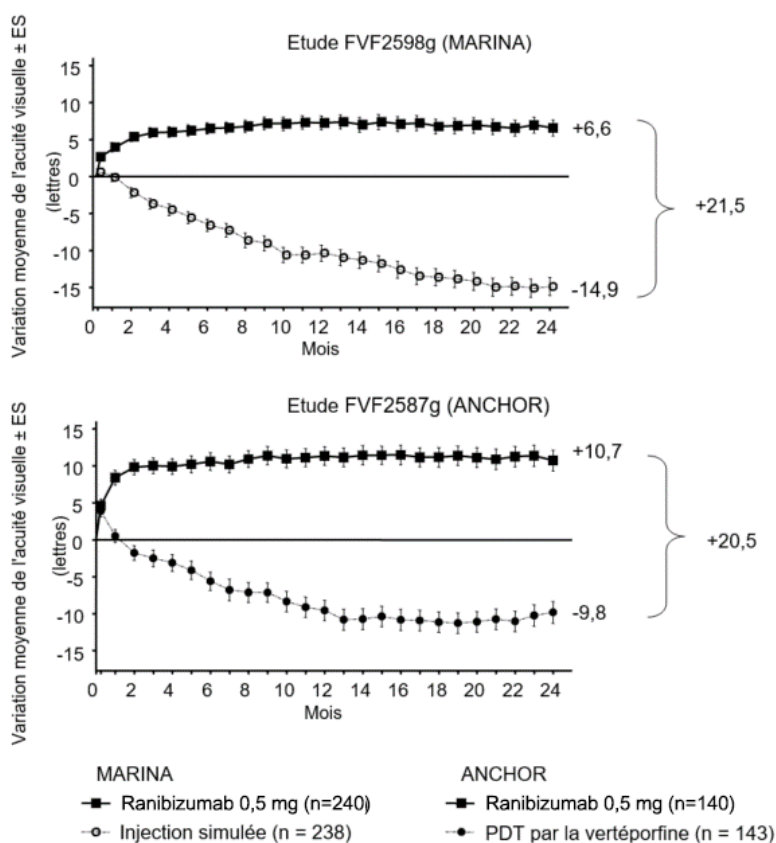 Etude FVF2598g (MARINA)
Variation moyenne de l'acuité visuelle ± ES
(lettres)
15
10
5
0
-5
-10
-15
+6,6
-14,9
+21,5
0 2 4 6 8 10 12 14 16 18 20 22 24
Mois
Etude FVF2587g (ANCHOR)
Variation moyenne de l'acuité visuelle ± ES
(lettres)
15
10
5
0
-5
-10
-15
+10,7
-9,8
+20,5
0 2 4 6 8 10 12 14 16 18 20 22 24
Mois
MARINA
Ranibizumab 0,5 mg (n=240)
Injection simulée (n = 238)
ANCHOR
Ranibizumab 0,5 mg (n=140)
PDT par la vertéporfine (n = 143)